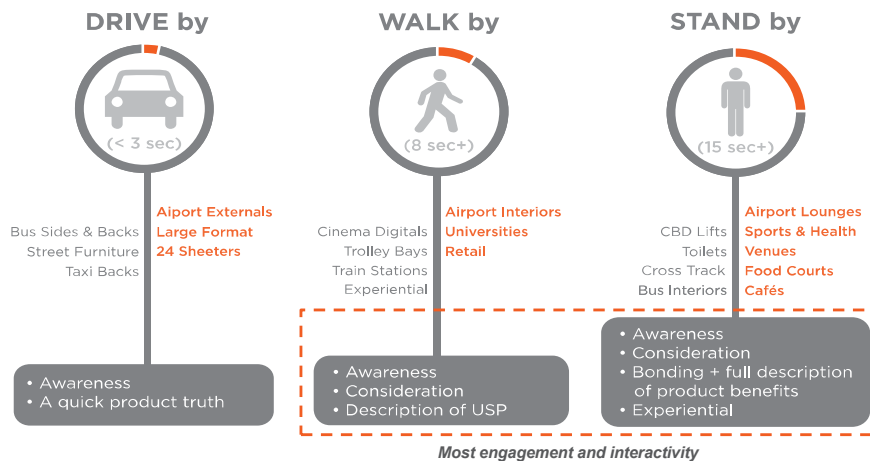 DRIVE by
(< 3 sec)
Bus Sides & Backs
Street Furniture
Taxi Backs
Aiport Externals
Large Format
24 Sheeters
• Awareness
• A quick product truth
WALK by
(8 sec+)
Cinema Digitals
Trolley Bays
Train Stations
Experiential
Airport Interiors
Universities
Retail
• Awareness
• Consideration
• Description of USP
STAND by
(15 sec+)
CBD Lifts
Toilets
Cross Track
Bus Interiors
Airport Lounges
Sports & Health
Venues
Food Courts
Cafés
• Awareness
• Consideration
• Bonding + full description
of product benefits
• Experiential
Most engagement and interactivity